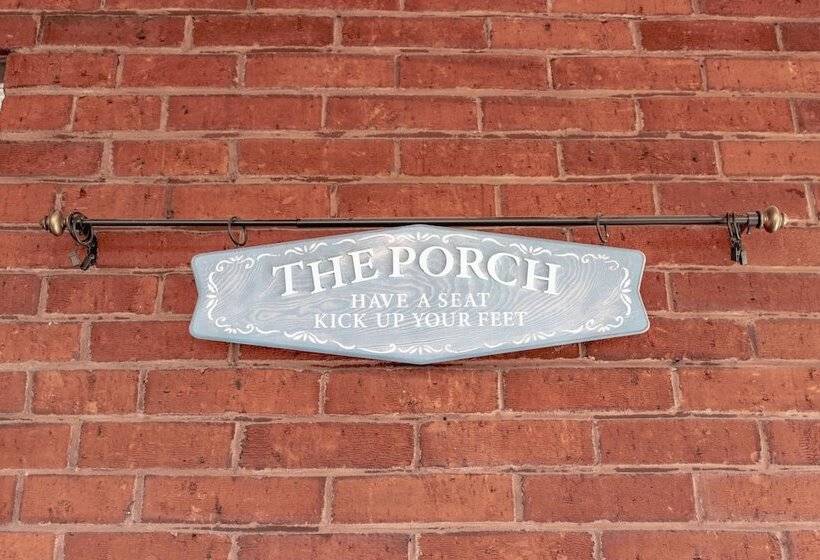 THE PORCH
HAVE A SEAT
KICK UP YOUR FEET